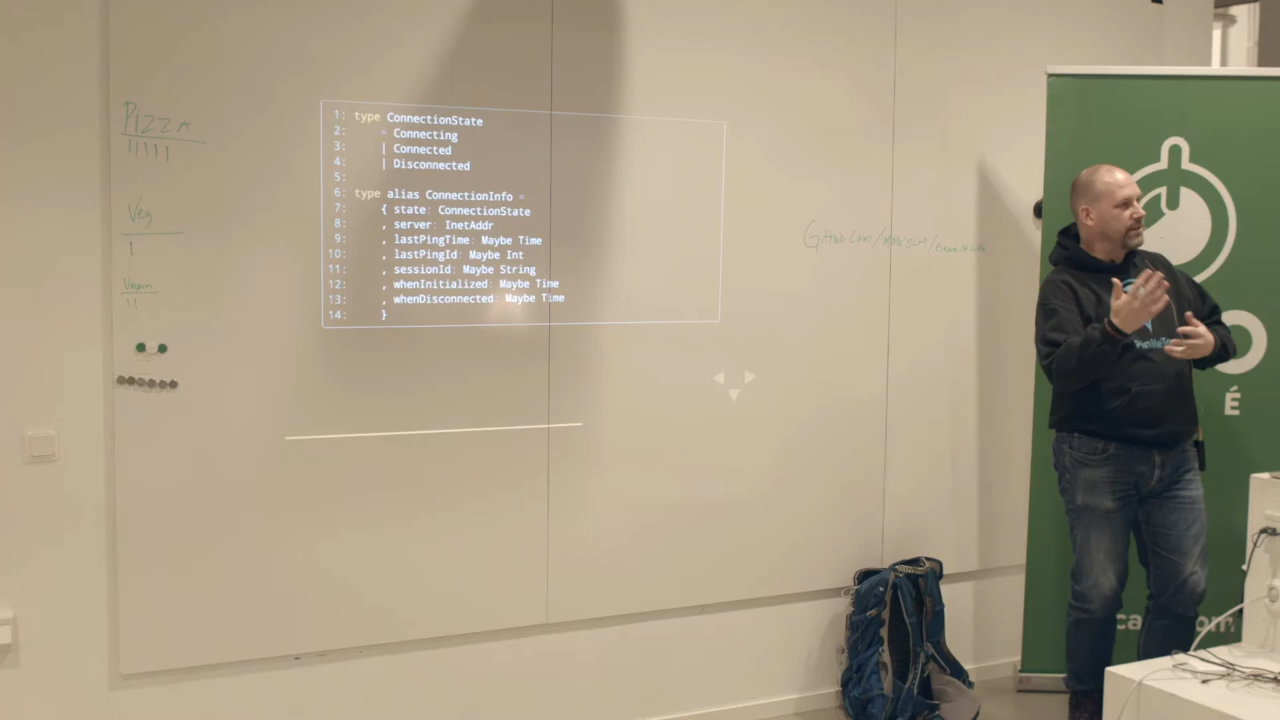 PIZZA
Veg
Vegan
1: type ConnectionState
2:     = Connecting
3:     | Connected
4:     | Disconnected
5:
6: type alias ConnectionInfo =
7:     { state: ConnectionState
8:     , server: InetAddr
9:     , lastPingTime: Maybe Time
10:     , lastPingId: Maybe Int
11:     , sessionId: Maybe String
12:     , whenInitialized: Maybe Time
13:     , whenDisconnected: Maybe Time
14:     }
É